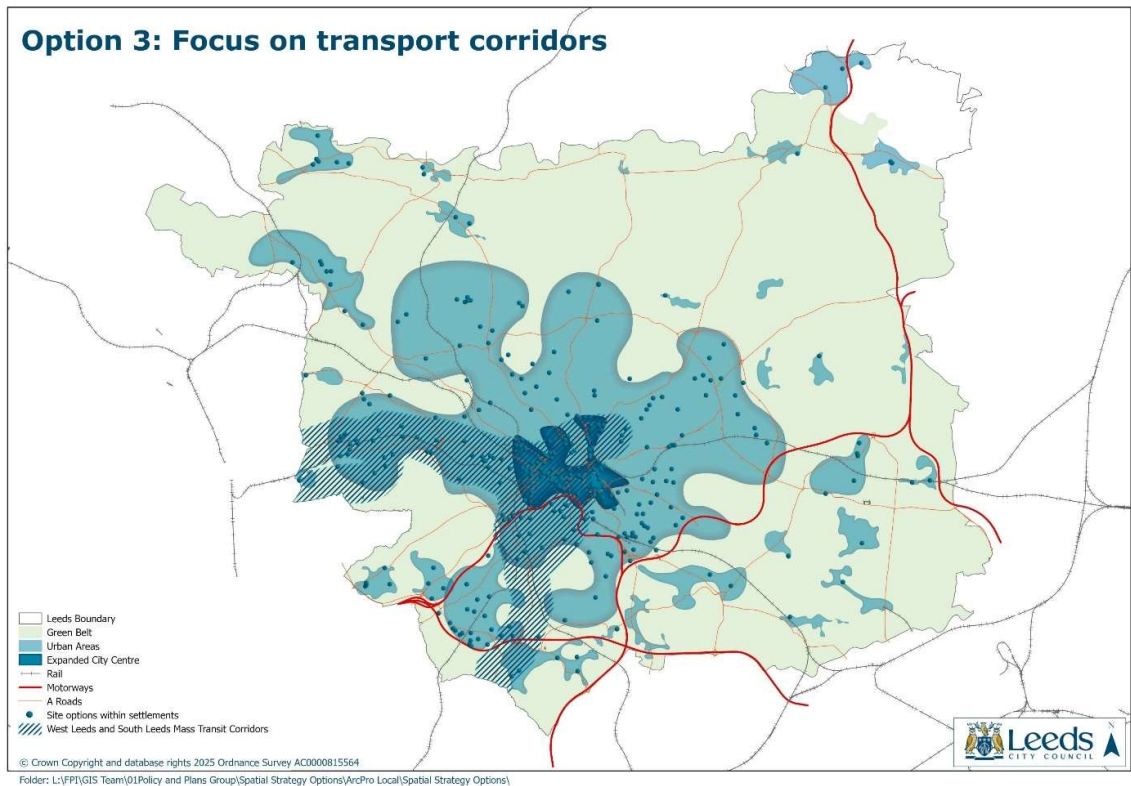 Option 3: Focus on transport corridors
Leeds Boundary
Green Belt
Urban Areas
Expanded City Centre
Rail
Motorways
A Roads
Site options within settlements
West Leeds and South Leeds Mass Transit Corridors
© Crown Copyright and database rights 2025 Ordnance Survey AC0000815564
Folder: L:\FPI\GIS Team\01Policy and Plans Group\Spatial Strategy Options\ArcPro Local\Spatial Strategy Options\
Leeds
CITY COUNCIL
N